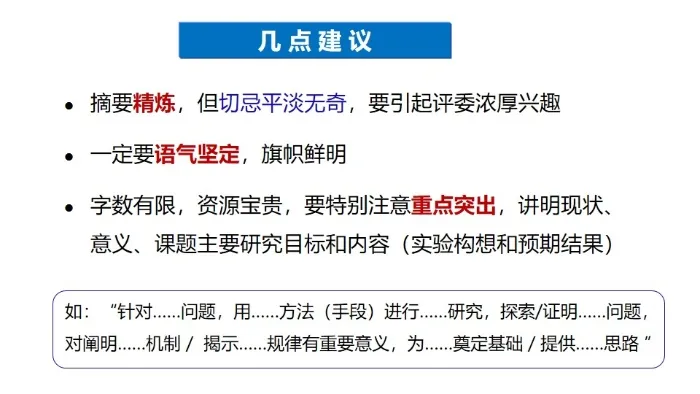 几点建议
• 摘要精炼，但切忌平淡无奇，要引起评委浓厚兴趣
• 一定要语气坚定，旗帜鲜明
• 字数有限，资源宝贵，要特别注意重点突出，讲明现状、
意义、课题主要研究目标和内容（实验构想和预期结果）
如：“针对......问题，用......方法（手段）进行......研究，探索/证明......问题，
对阐明......机制 / 揭示......规律有重要意义，为......奠定基础 / 提供......思路 ”